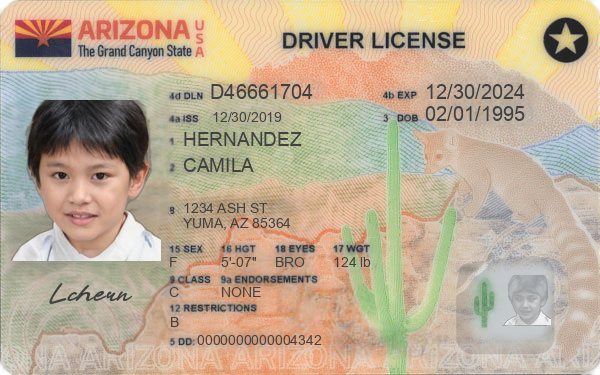 ARIZONA USA
The Grand Canyon State
DRIVER LICENSE
4d DLN D46661704
4b EXP 12/30/2024
4a ISS 12/30/2019
3 DOB 02/01/1995
1 HERNANDEZ
2 CAMILA
8 1234 ASH ST
YUMA, AZ 85364
15 SEX 16 HGT 18 EYES 17 WGT
F 5'-07" BRO 124 lb
9 CLASS 9a ENDORSEMENTS
C NONE
12 RESTRICTIONS
B
5 DD: 0000000000004342
Lchern
ARIZONA ARIZONA ARIZONA ARIZONA